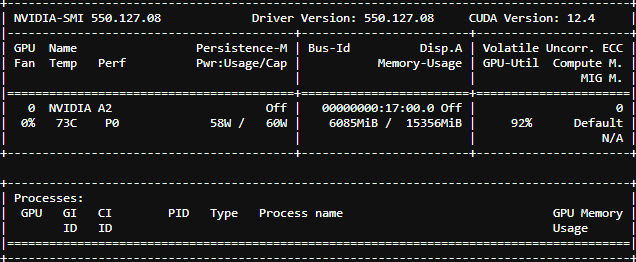 NVIDIA-SMI 550.127.08 Driver Version: 550.127.08 CUDA Version: 12.4
GPU Name Persistence-M | Bus-Id Disp.A | Volatile Uncorr. ECC
Fan Temp Perf Pwr:Usage/Cap | Memory-Usage | GPU-Util Compute M.
MIG M.
0 NVIDIA A2 Off | 00000000:17:00.0 Off | 0
0% 73C P0 58W / 60W | 6085MiB / 15356MiB | 92% Default
N/A
Processes:
GPU GI CI PID Type Process name GPU Memory
ID ID Usage